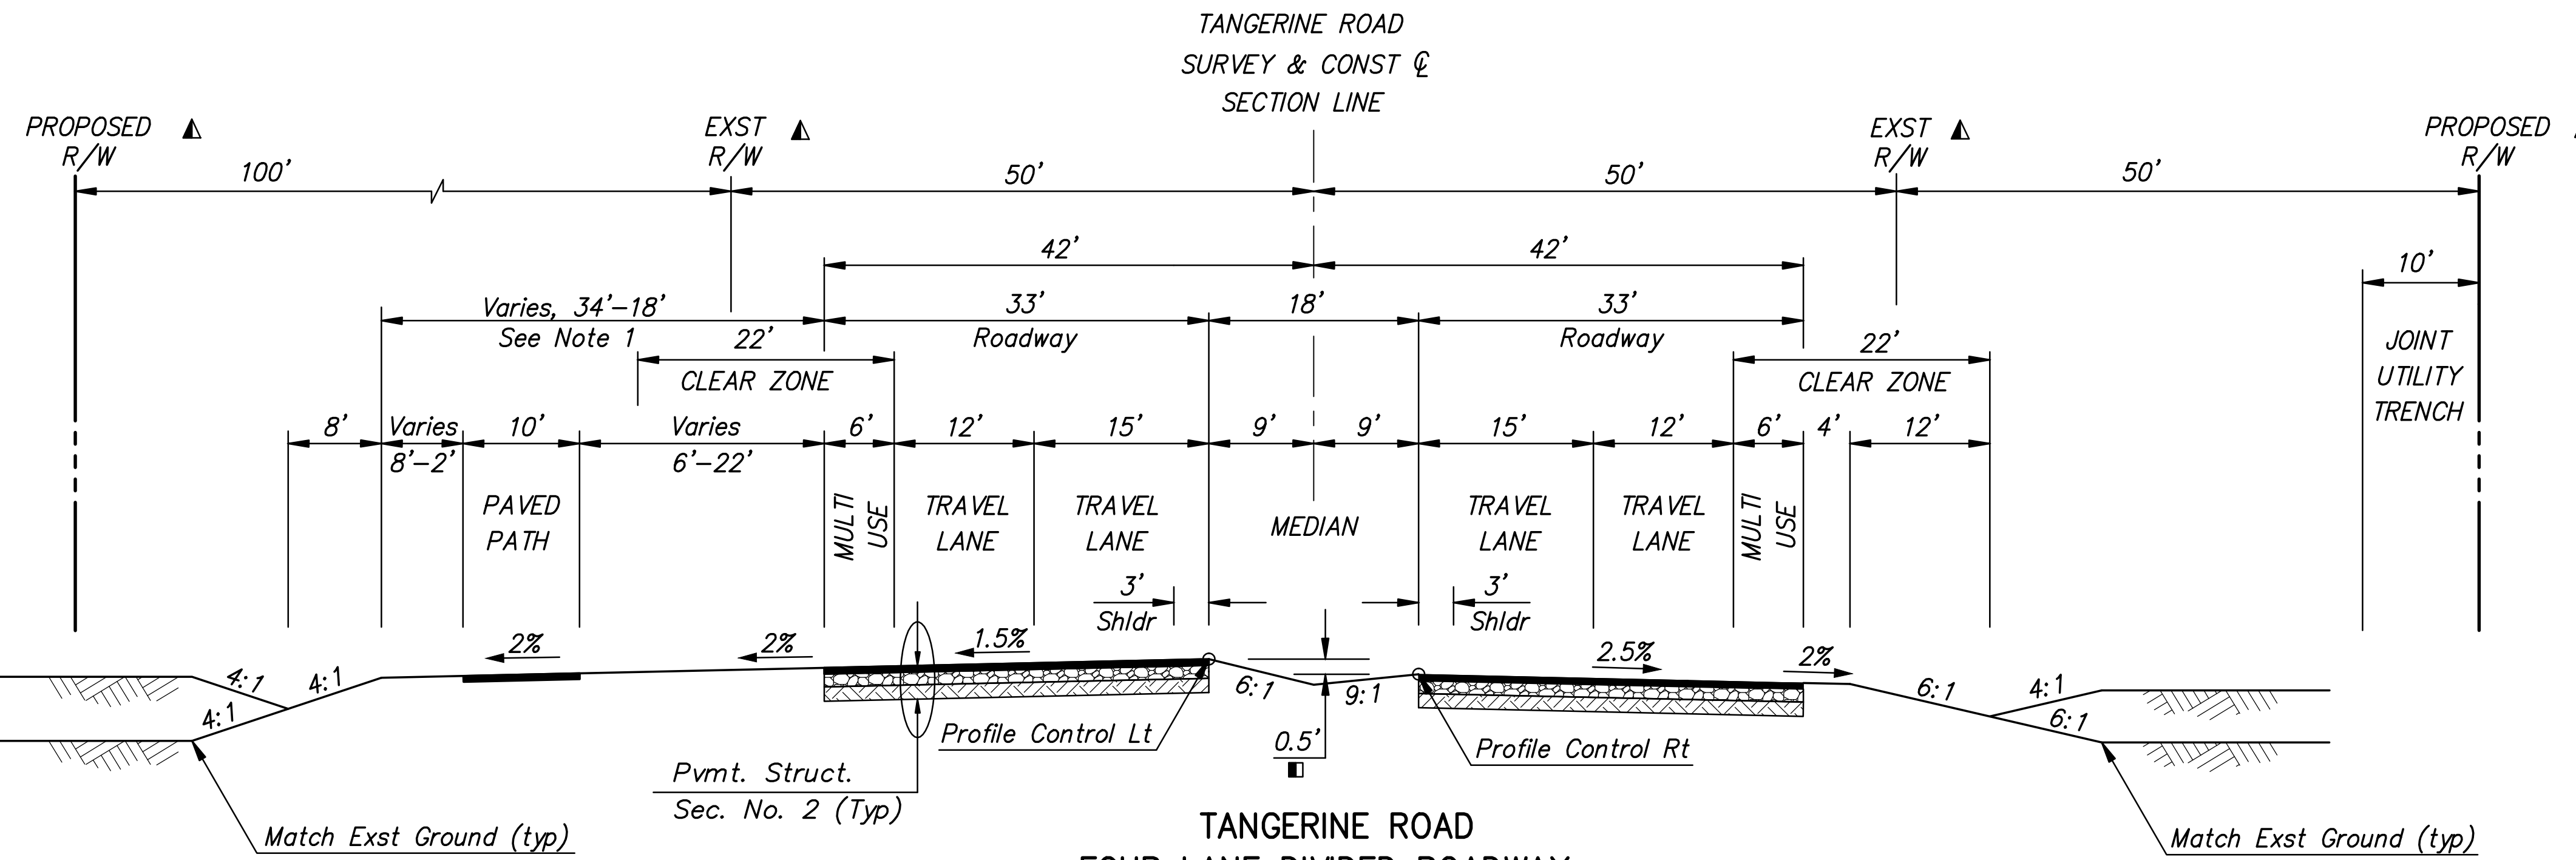 TANGERINE ROAD
SURVEY & CONST ℄
SECTION LINE
PROPOSED
R/W
EXST
R/W
EXST
R/W
PROPOSED
R/W
100'
50'
50'
50'
42'
42'
10'
Varies, 34'-18'
See Note 1
33'
Roadway
18'
33'
Roadway
22'
CLEAR ZONE
22'
CLEAR ZONE
JOINT
UTILITY
TRENCH
8'
Varies
8'-2'
10'
Varies
6'-22'
6'
12'
15'
9'
9'
15'
12'
6'
4'
12'
PAVED
PATH
MULTI
USE
TRAVEL
LANE
TRAVEL
LANE
MEDIAN
TRAVEL
LANE
TRAVEL
LANE
MULTI
USE
3'
Shldr
3'
Shldr
2%
2%
1.5%
2.5%
2%
4:1
4:1
4:1
6:1
9:1
6:1
4:1
6:1
Profile Control Lt
0.5'
Profile Control Rt
Pvmt. Struct.
Sec. No. 2 (Typ)
Match Exst Ground (typ)
Match Exst Ground (typ)
TANGERINE ROAD
FOUR LANE DIVIDED ROADWAY